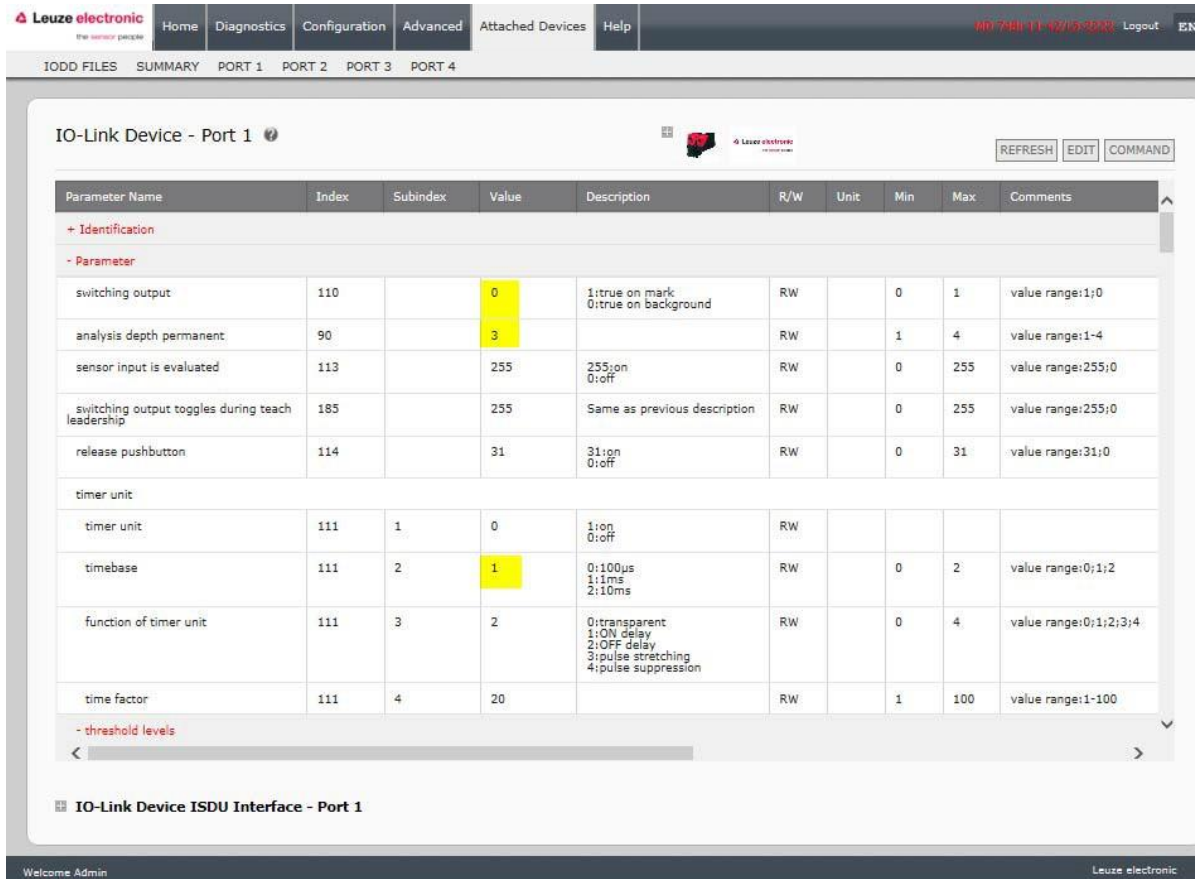 Leuze electronic
the sensor people
Home Diagnostics Configuration Advanced Attached Devices Help
Logout EN
IODD FILES SUMMARY PORT 1 PORT 2 PORT 3 PORT 4
IO-Link Device - Port 1
Leuze electronic
REFRESH EDIT COMMAND
Parameter Name Index Subindex Value Description R/W Unit Min Max Comments
+ Identification
- Parameter
switching output 110 0 1:true on mark RW 0 1 value range:1;0
0:true on background
analysis depth permanent 90 3 RW 1 4 value range:1-4
sensor input is evaluated 113 255 255:on RW 0 255 value range:255;0
0:off
switching output toggles during teach 185 255 Same as previous description RW 0 255 value range:255;0
leadership
release pushbutton 114 31 31:on RW 0 31 value range:31;0
0:off
timer unit
timer unit 111 1 0 1:on RW
0:off
timebase 111 2 1 0:100µs RW 0 2 value range:0;1;2
1:1ms
2:10ms
function of timer unit 111 3 2 0:transparent RW 0 4 value range:0;1;2;3;4
1:ON delay
2:OFF delay
3:pulse stretching
4:pulse suppression
time factor 111 4 20 RW 1 100 value range:1-100
- threshold levels
IO-Link Device ISDU Interface - Port 1
Welcome Admin Leuze electronic